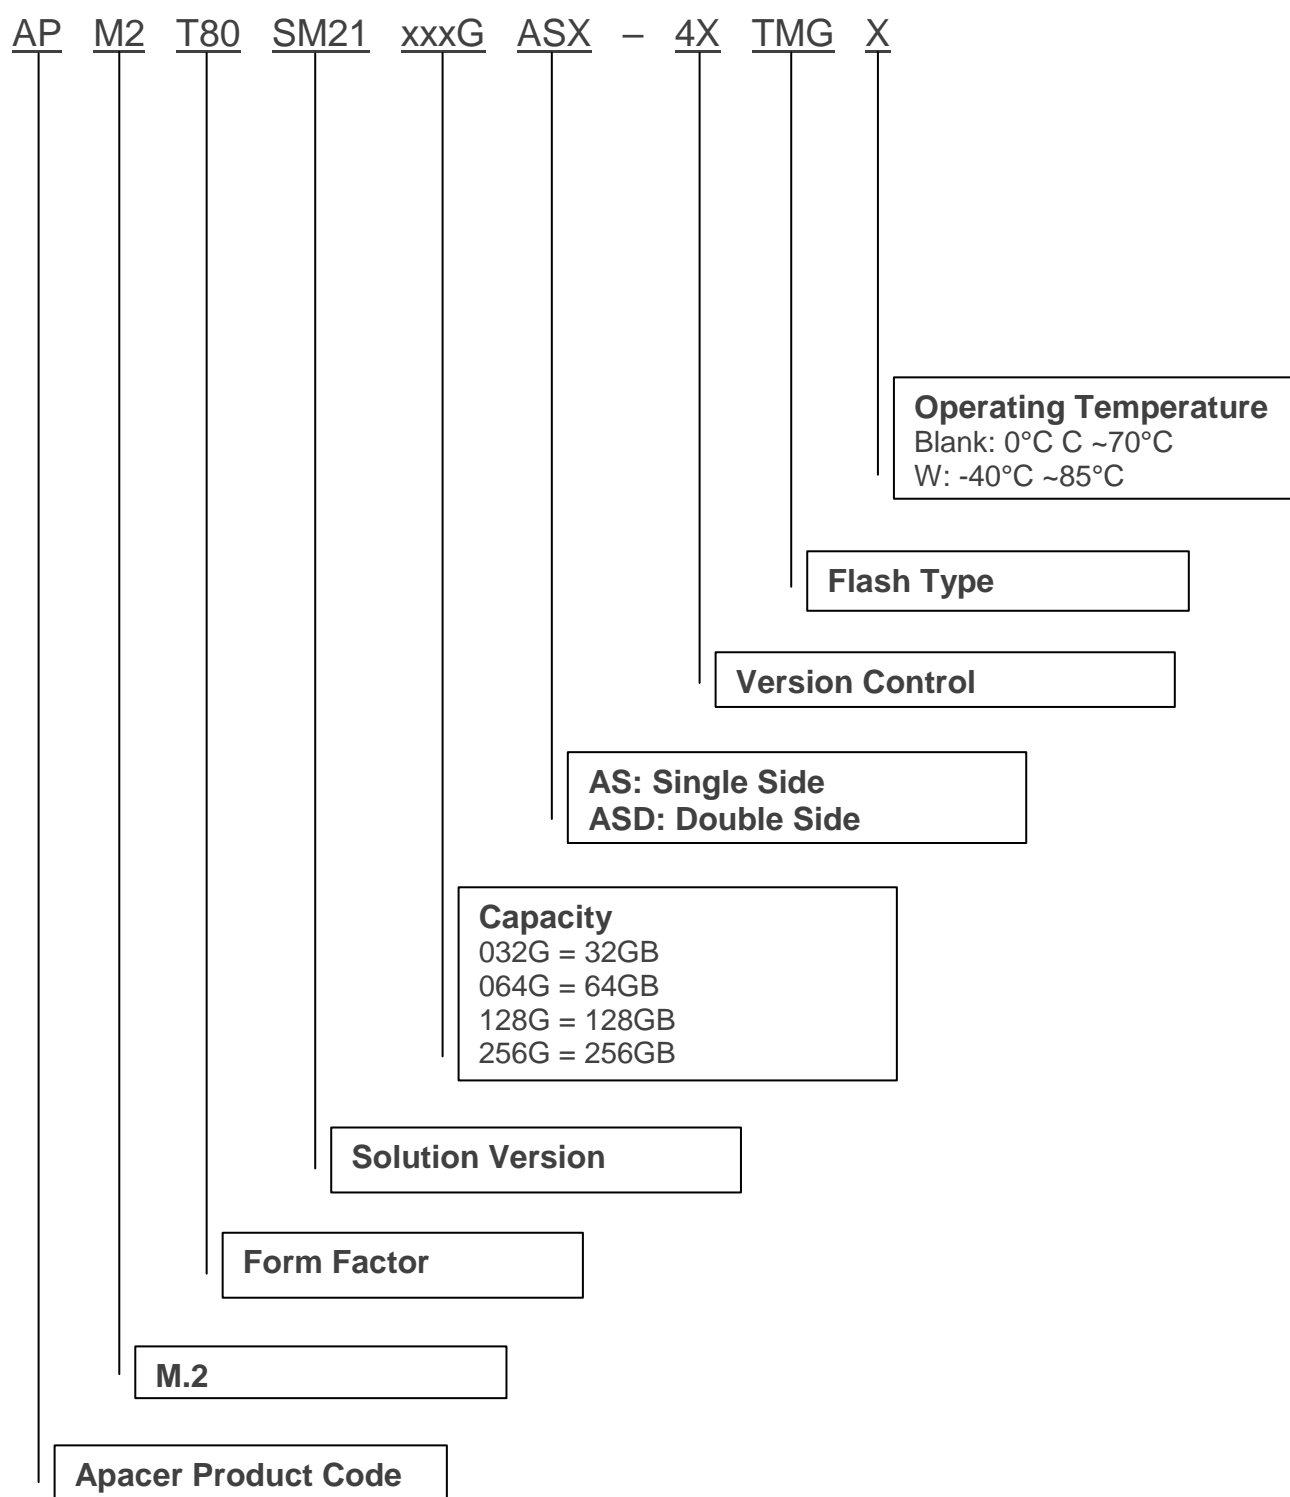 AP M2 T80 SM21 xxxG ASX – 4X TMG X
Operating Temperature
Blank: 0°C C ~70°C
W: -40°C ~85°C
Flash Type
Version Control
AS: Single Side
ASD: Double Side
Capacity
032G = 32GB
064G = 64GB
128G = 128GB
256G = 256GB
Solution Version
Form Factor
M.2
Apacer Product Code